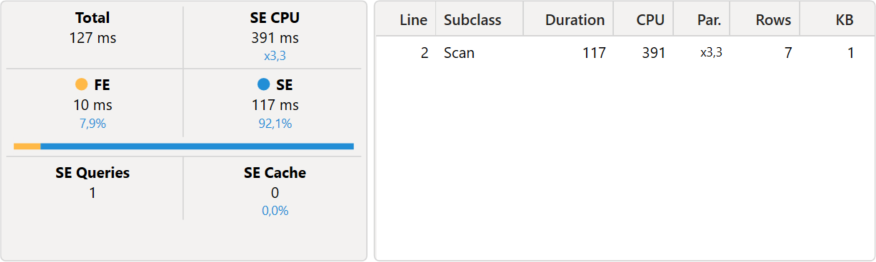 Total SE CPU
127 ms 391 ms
x3,3
FE SE
10 ms 117 ms
7,9% 92,1%
SE Queries SE Cache
1 0
0,0%
Line Subclass Duration CPU Par. Rows KB
2 Scan 117 391 x3,3 7 1